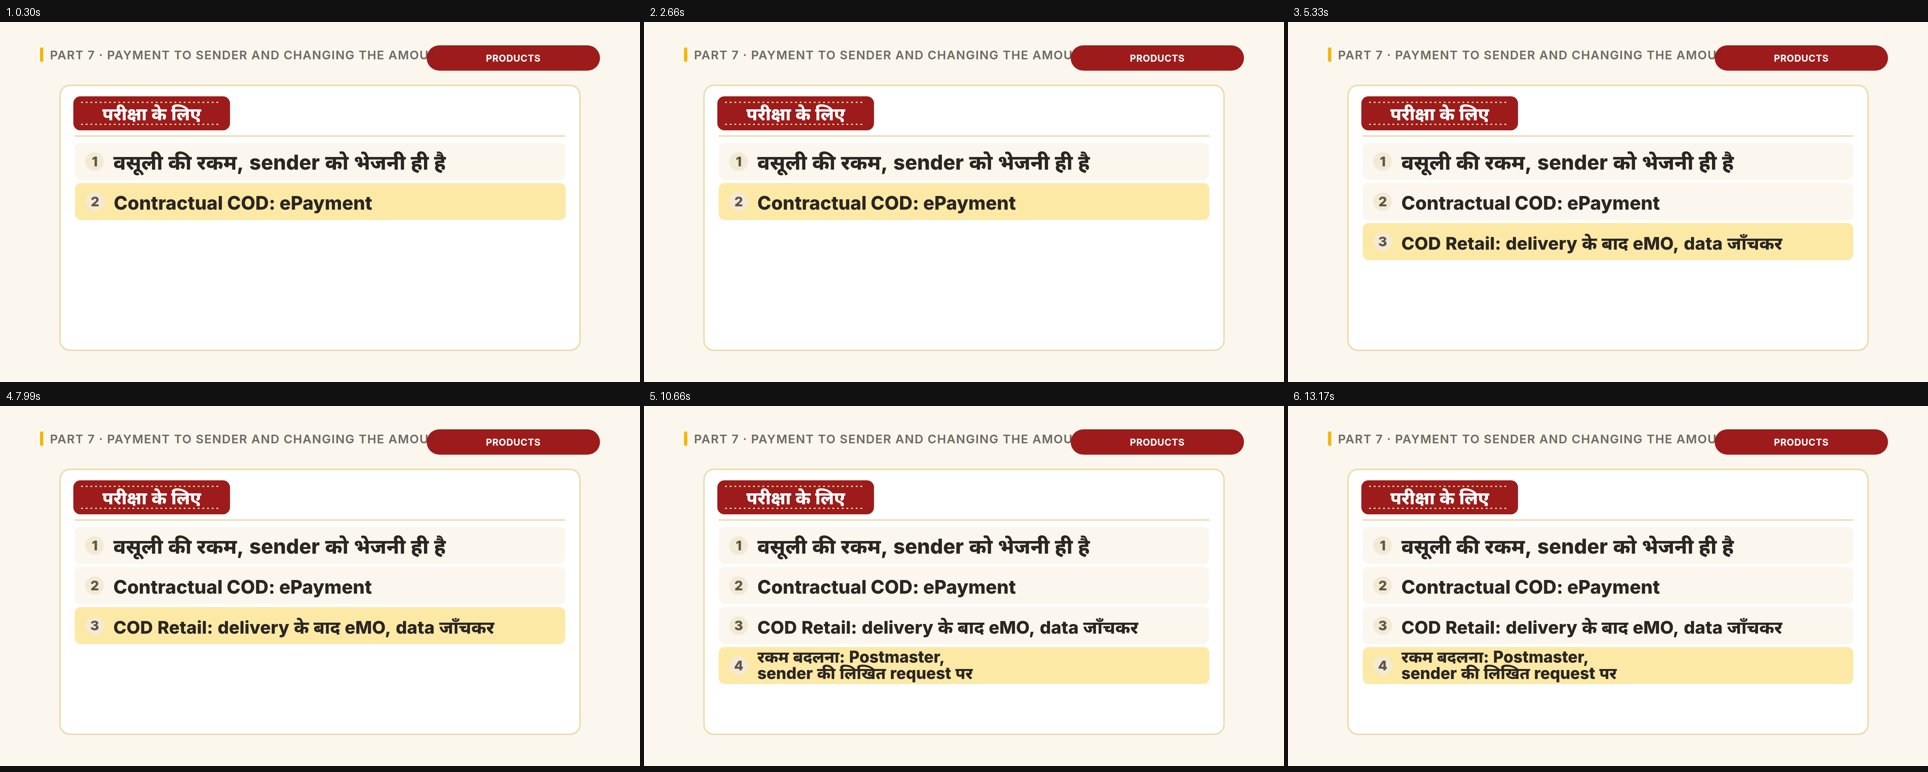 1. 0.30s
PART 7 · PAYMENT TO SENDER AND CHANGING THE AMOU
PRODUCTS
परीक्षा के लिए
1 वसूली की रकम, sender को भेजनी ही है
2 Contractual COD: ePayment
2. 2.66s
PART 7 · PAYMENT TO SENDER AND CHANGING THE AMOU
PRODUCTS
परीक्षा के लिए
1 वसूली की रकम, sender को भेजनी ही है
2 Contractual COD: ePayment
3. 5.33s
PART 7 · PAYMENT TO SENDER AND CHANGING THE AMOU
PRODUCTS
परीक्षा के लिए
1 वसूली की रकम, sender को भेजनी ही है
2 Contractual COD: ePayment
3 COD Retail: delivery के बाद eMO, data जाँचकर
4. 7.99s
PART 7 · PAYMENT TO SENDER AND CHANGING THE AMOU
PRODUCTS
परीक्षा के लिए
1 वसूली की रकम, sender को भेजनी ही है
2 Contractual COD: ePayment
3 COD Retail: delivery के बाद eMO, data जाँचकर
5. 10.66s
PART 7 · PAYMENT TO SENDER AND CHANGING THE AMOU
PRODUCTS
परीक्षा के लिए
1 वसूली की रकम, sender को भेजनी ही है
2 Contractual COD: ePayment
3 COD Retail: delivery के बाद eMO, data जाँचकर
4 रकम बदलना: Postmaster,
sender की लिखित request पर
6. 13.17s
PART 7 · PAYMENT TO SENDER AND CHANGING THE AMOU
PRODUCTS
परीक्षा के लिए
1 वसूली की रकम, sender को भेजनी ही है
2 Contractual COD: ePayment
3 COD Retail: delivery के बाद eMO, data जाँचकर
4 रकम बदलना: Postmaster,
sender की लिखित request पर